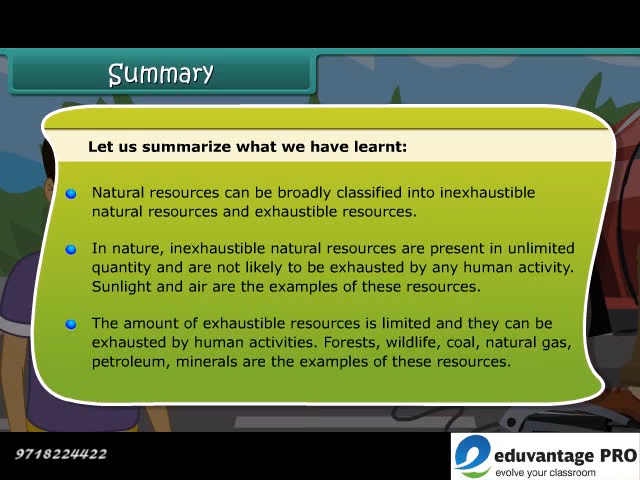 Summary
Let us summarize what we have learnt:
Natural resources can be broadly classified into inexhaustible
natural resources and exhaustible resources.
In nature, inexhaustible natural resources are present in unlimited
quantity and are not likely to be exhausted by any human activity.
Sunlight and air are the examples of these resources.
The amount of exhaustible resources is limited and they can be
exhausted by human activities. Forests, wildlife, coal, natural gas,
petroleum, minerals are the examples of these resources.
9718224422
eduvantage PRO
evolve your classroom